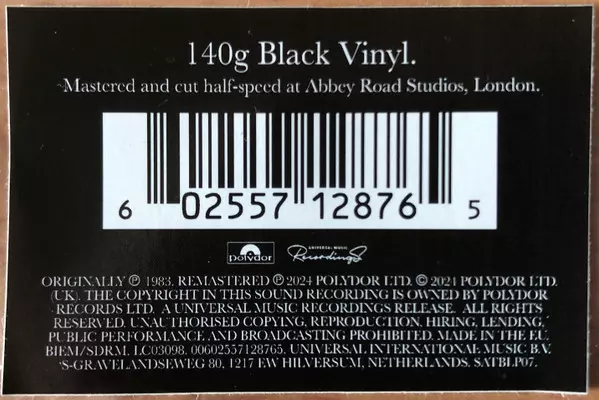 140g Black Vinyl.
Mastered and cut half-speed at Abbey Road Studios, London.
6 02557 12876 5
polydor
UNIVERSAL MUSIC
Recordings
ORIGINALLY ℗ 1983. REMASTERED ℗ 2024 POLYDOR LTD. © 2024 POLYDOR LTD.
(UK). THE COPYRIGHT IN THIS SOUND RECORDING IS OWNED BY POLYDOR
RECORDS LTD. A UNIVERSAL MUSIC RECORDINGS RELEASE. ALL RIGHTS
RESERVED. UNAUTHORISED COPYING, REPRODUCTION, HIRING, LENDING,
PUBLIC PERFORMANCE AND BROADCASTING PROHIBITED. MADE IN THE EU.
BIEM/SDRM. LC03098. 00602557128765. UNIVERSAL INTERNATIONAL MUSIC B.V.
'S-GRAVELANDSEWEG 80, 1217 EW HILVERSUM, NETHERLANDS. SATBLP07.